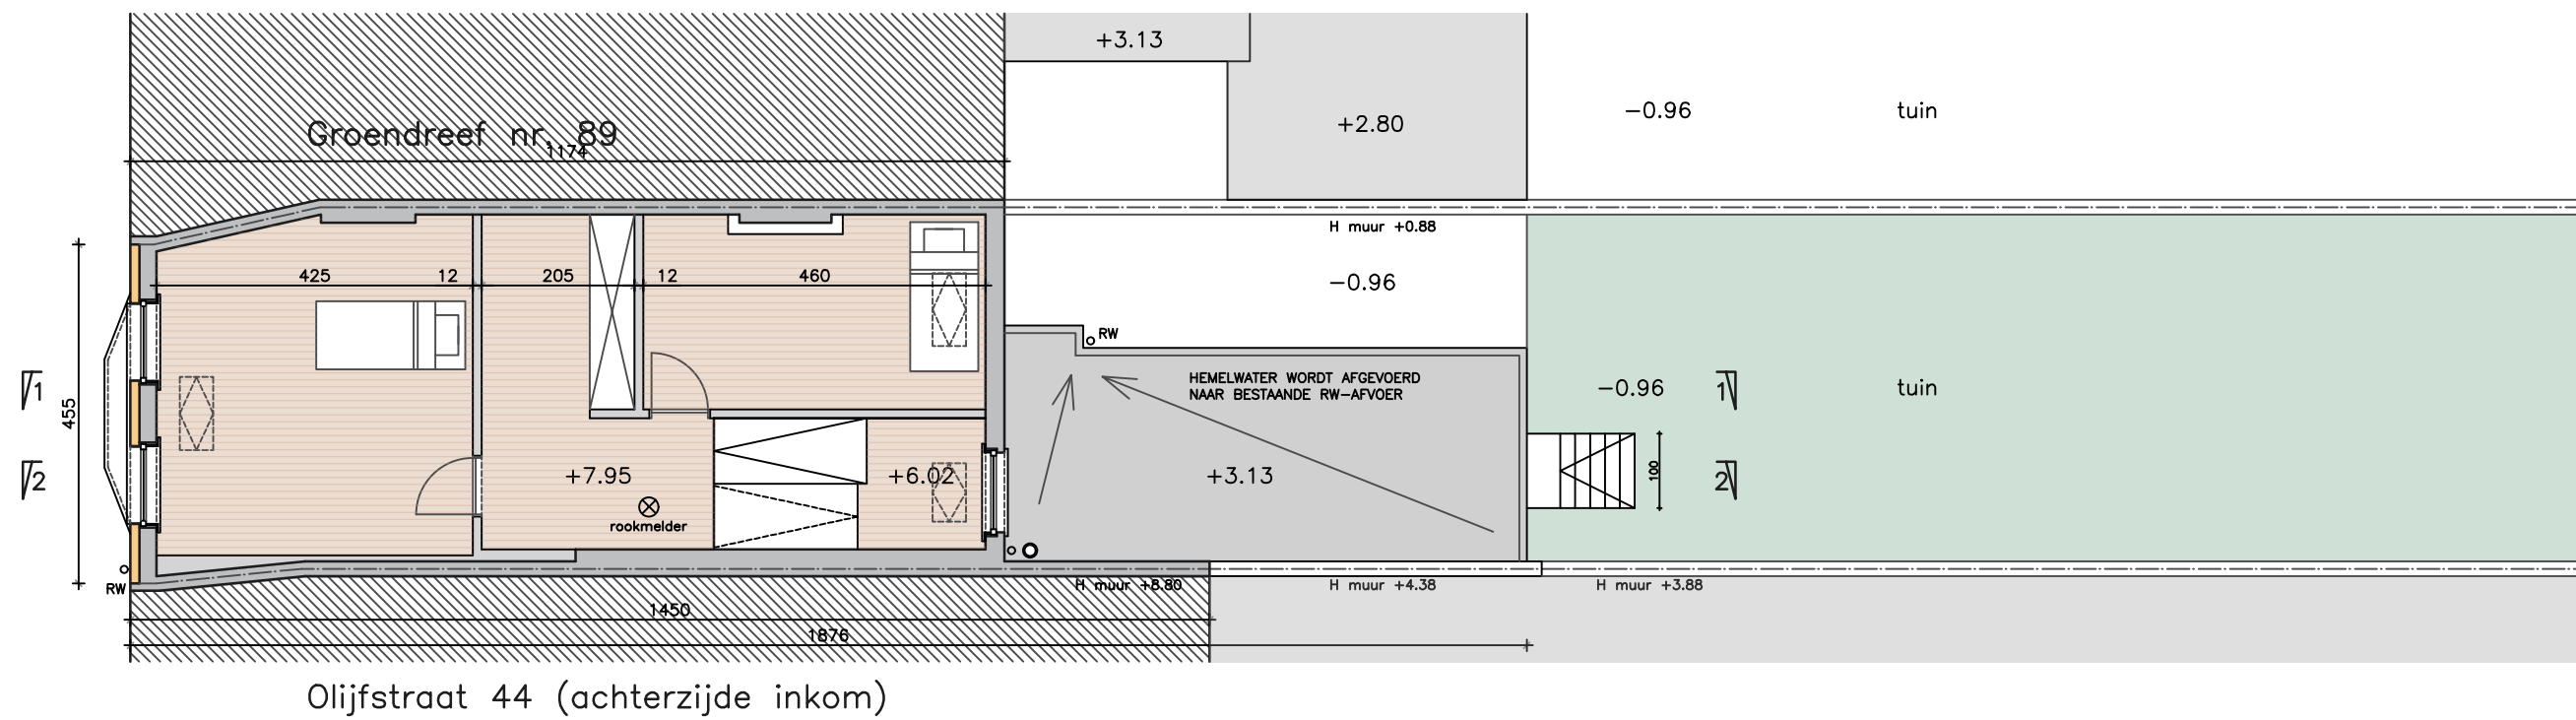 +3.13
+2.80
-0.96
tuin
Groendreef nr. 89
1174
H muur +0.88
425
12
205
12
460
-0.96
RW
HEMELWATER WORDT AFGEVOERD
NAAR BESTAANDE RW-AFVOER
-0.96
1
tuin
1
455
+7.95
+6.02
+3.13
100
2
2
rookmelder
RW
H muur +8.80
H muur +4.38
H muur +3.88
1450
1876
Olijfstraat 44 (achterzijde inkom)